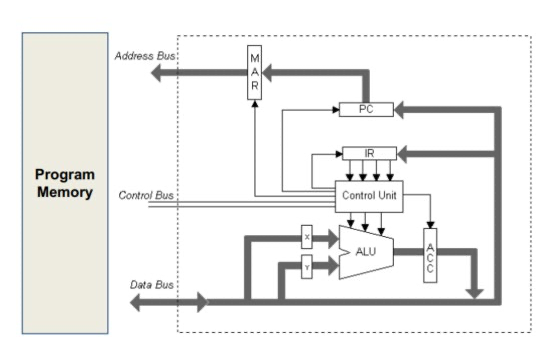 Address Bus
M
A
R
PC
IR
Program
Memory
Control Bus
Control Unit
X
ALU
A
C
C
Y
Data Bus